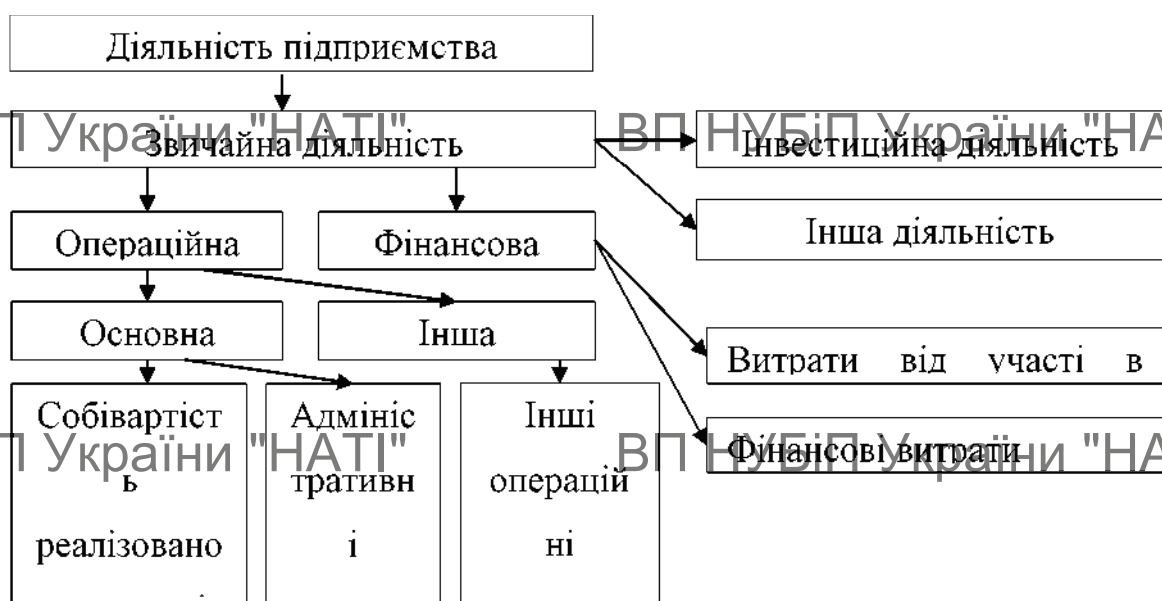 Діяльність підприємства
П України "НАТІ"
ВП НУБіП України "НА
Звичайна діяльність
Інвестиційна діяльність
Операційна
Фінансова
Інша діяльність
Основна
Інша
Витрати від участі в
Собівартіст
ь
реалізовано
Адмініс
тративн
і
Інші
операцій
ні
Фінансові витрати
П України "НАТІ"
ВП НУБіП України "НА